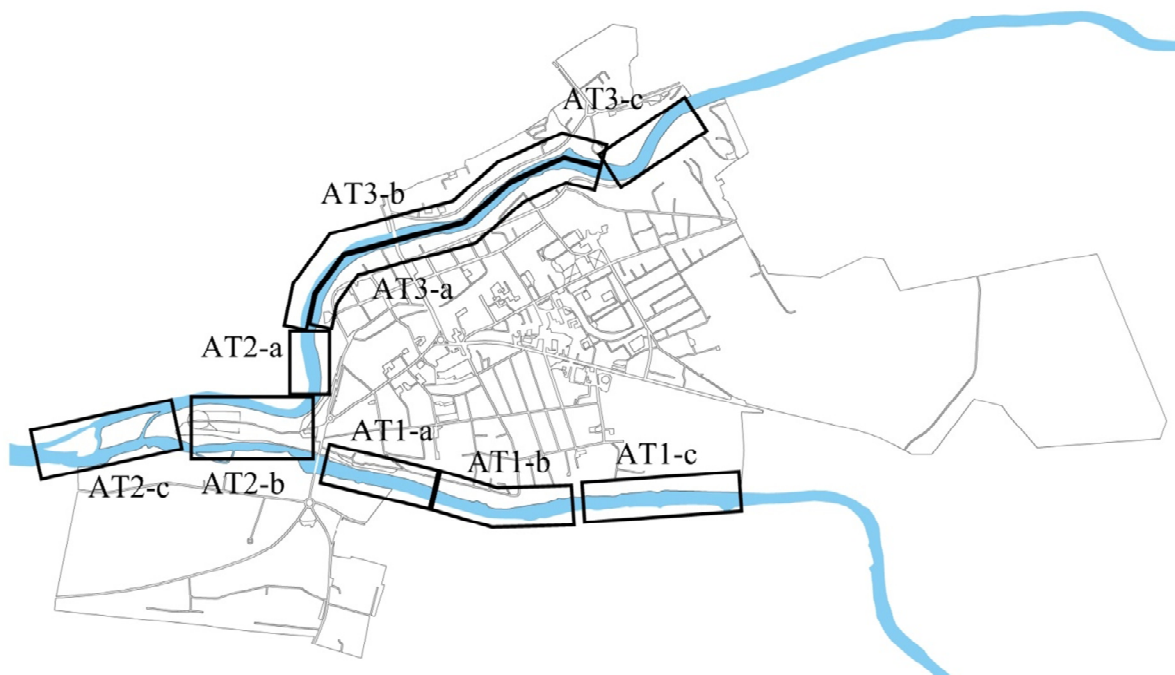 AT3-c
AT3-b
AT3-a
AT2-a
AT1-a
AT1-b
AT1-c
AT2-c
AT2-b